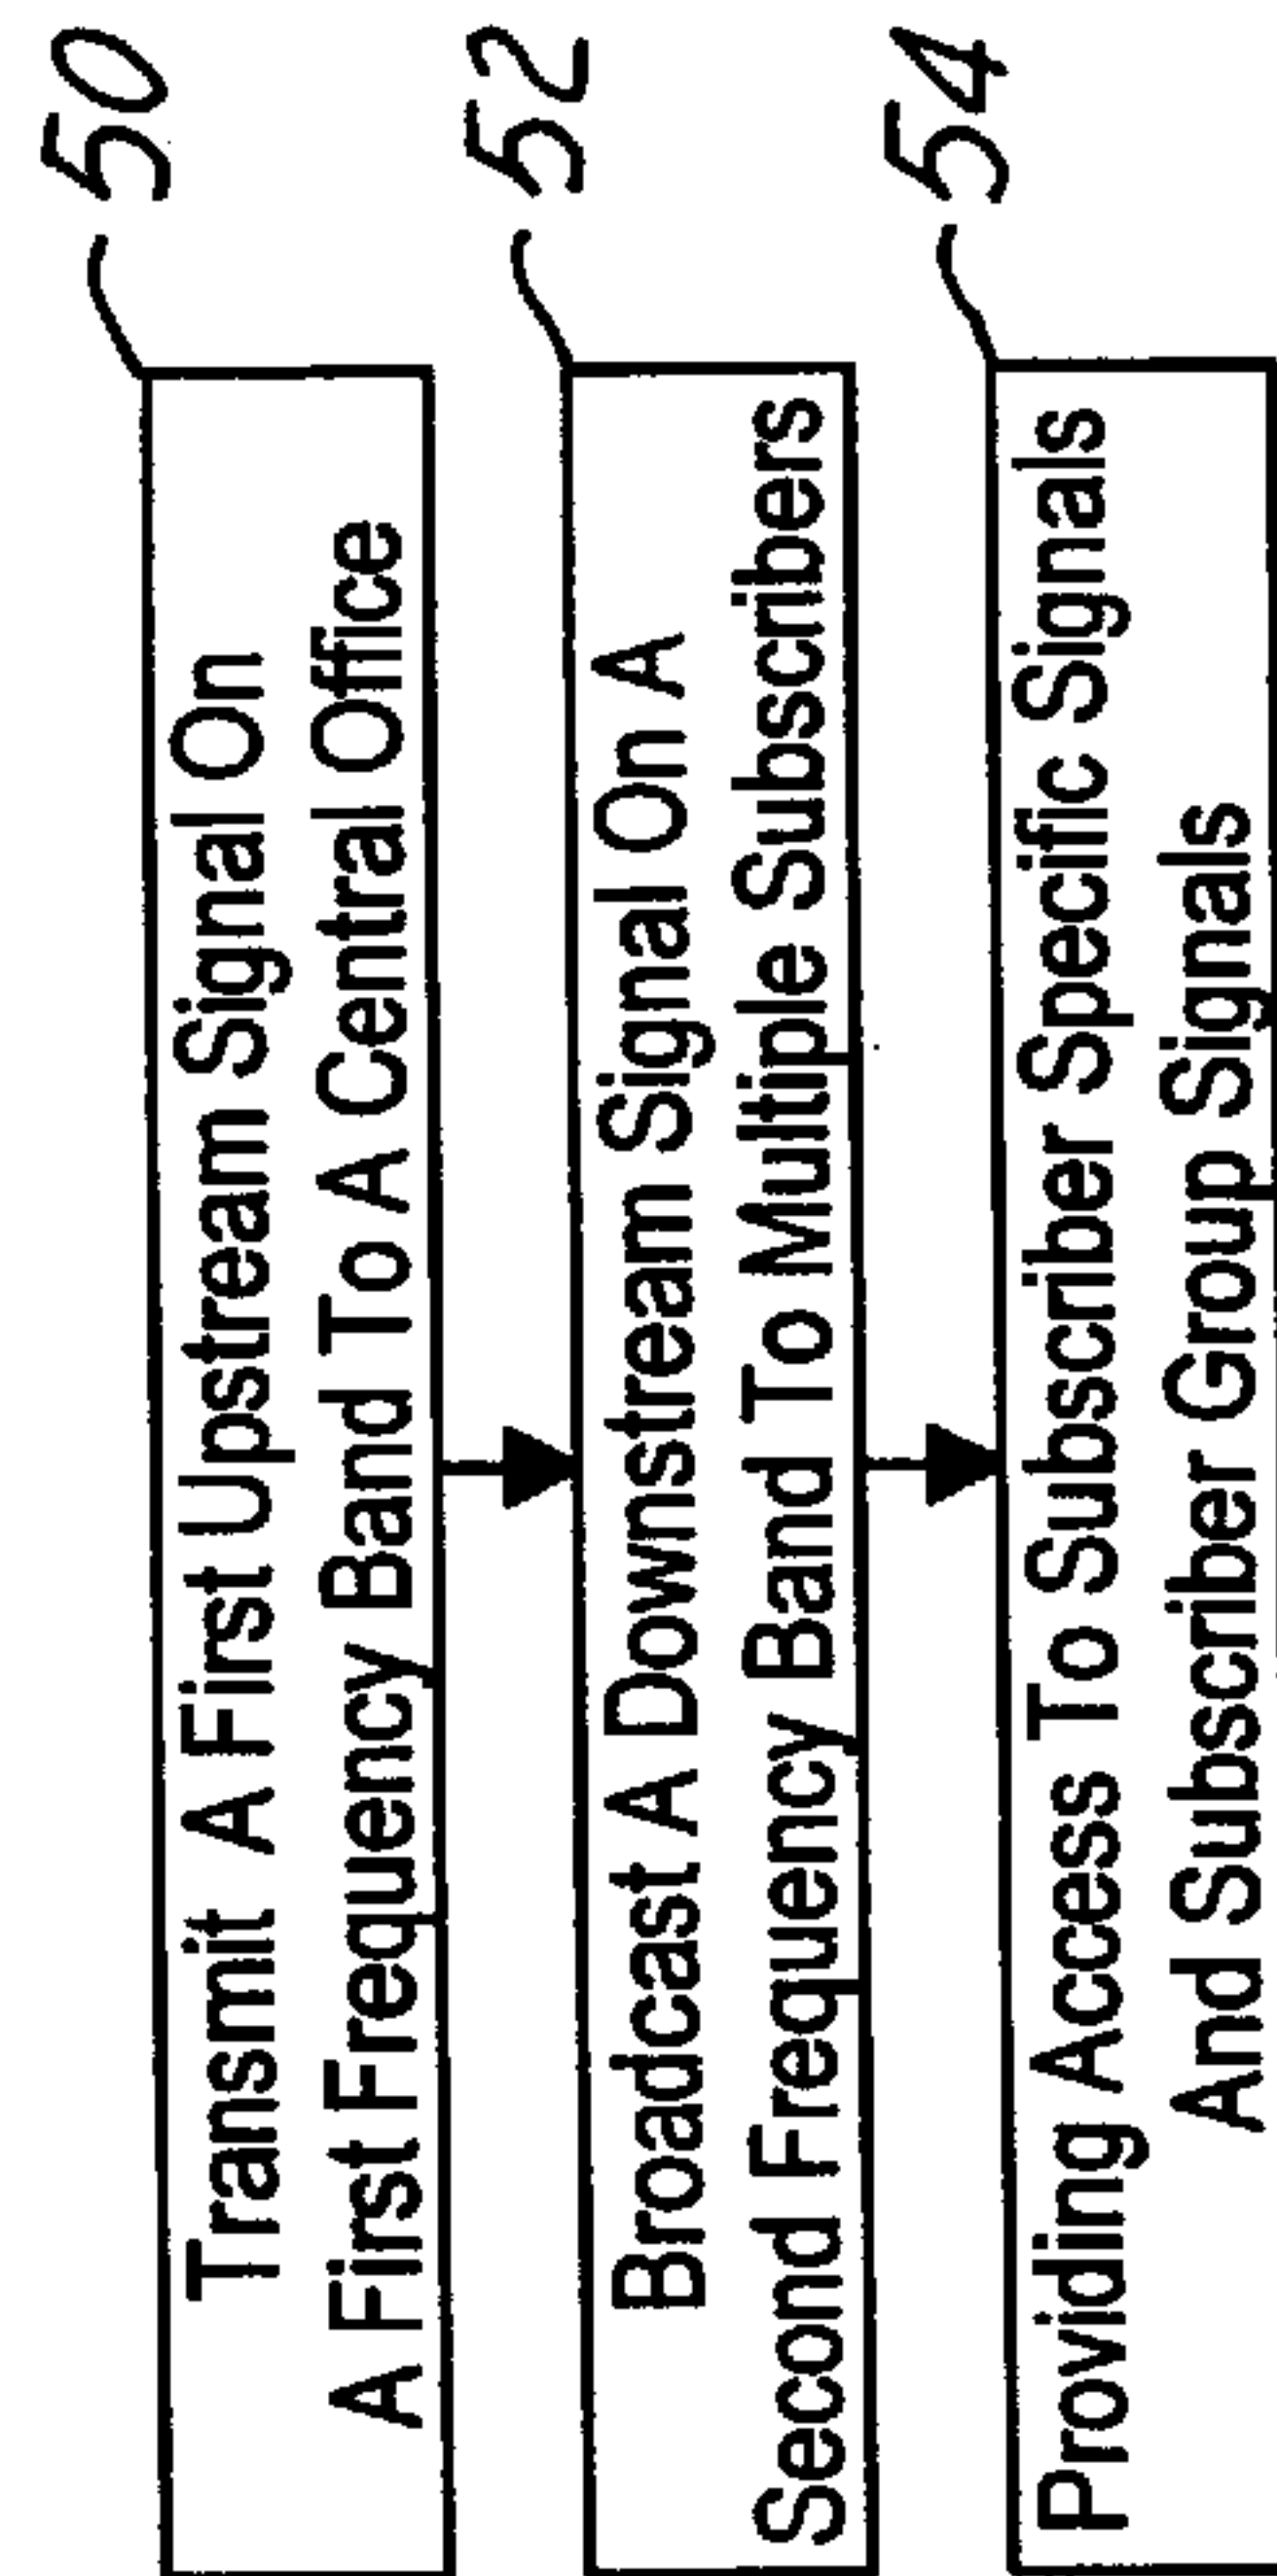 50
Transmit A First Upstream Signal On
A First Frequency Band To A Central Office
52
Broadcast A Downstream Signal On A
Second Frequency Band To Multiple Subscribers
54
Providing Access To Subscriber Specific Signals
And Subscriber Group Signals